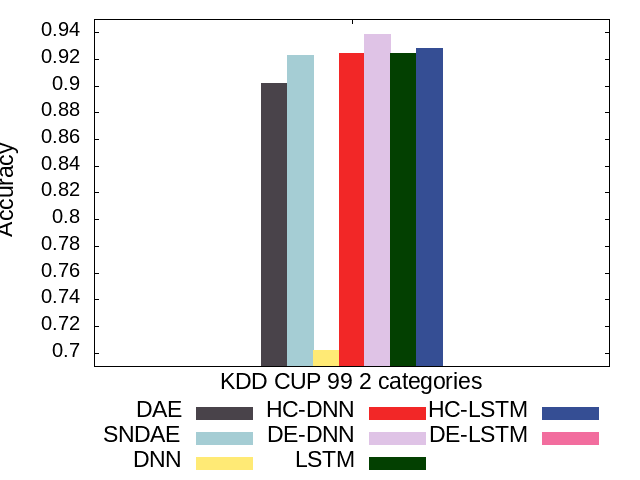 0.94
0.92
0.9
0.88
0.86
0.84
0.82
0.8
0.78
0.76
0.74
0.72
0.7
Accuracy
KDD CUP 99 2 categories
DAE HC-DNN HC-LSTM
SNDAE DE-DNN DE-LSTM
DNN LSTM